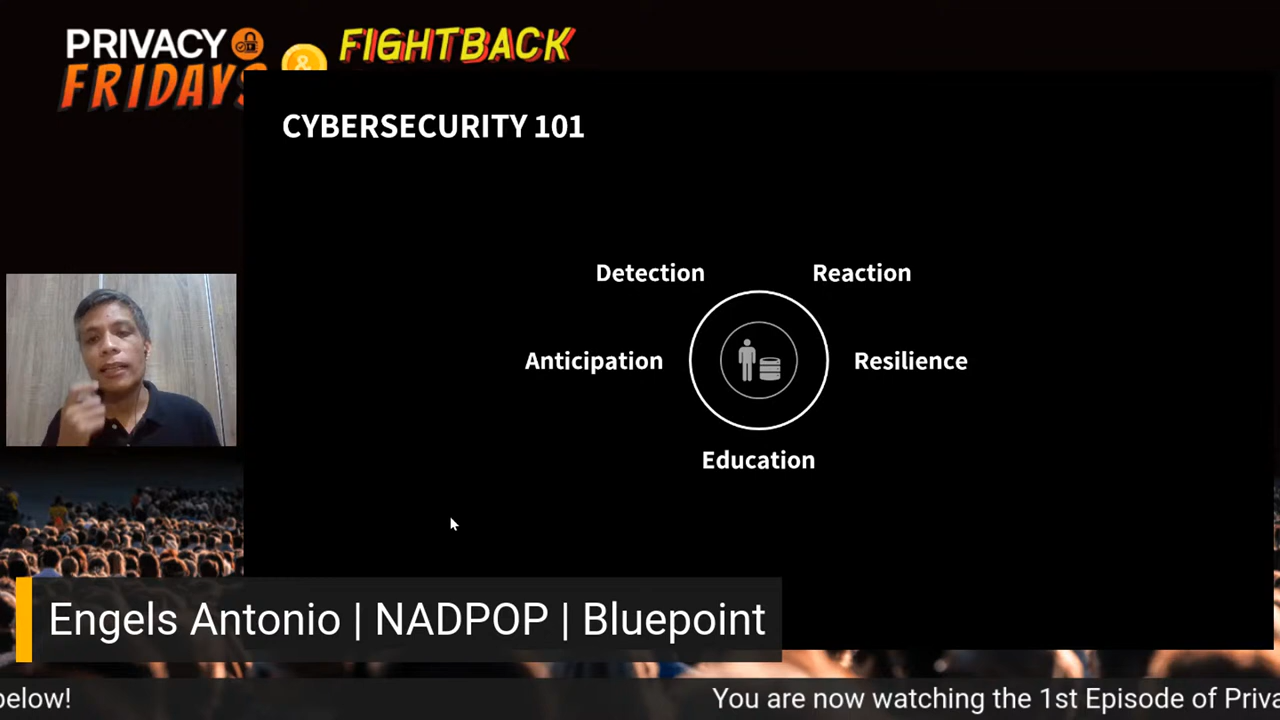 PRIVACY
FRIDAYS
&
FIGHTBACK
CYBERSECURITY 101
Detection
Reaction
Anticipation
Resilience
Education
Engels Antonio | NADPOP | Bluepoint
below!
You are now watching the 1st Episode of Priva